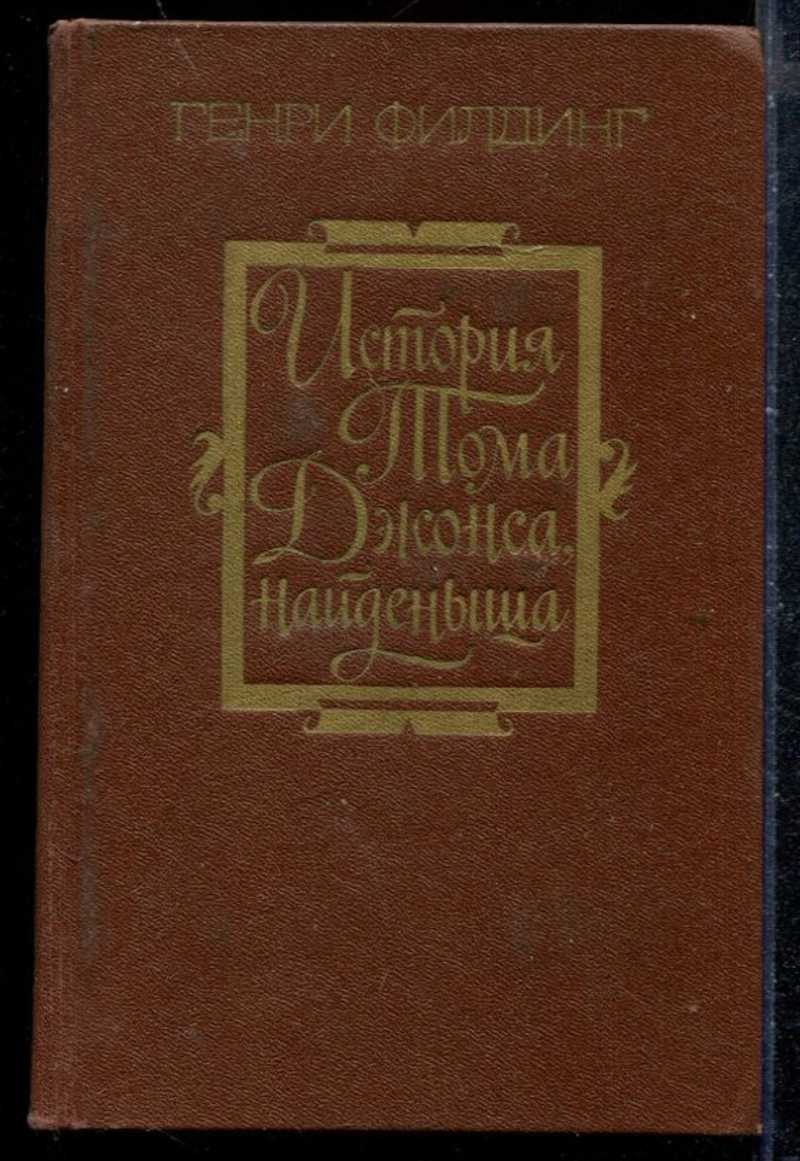 ГЕНРИ ФИЛДИНГ
История
Тома
Джонса,
найденыша